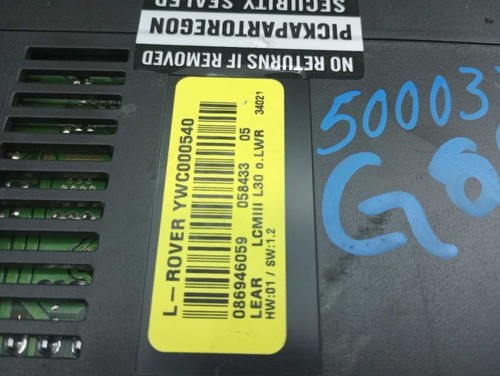 SECURITY SEALED
PICKAPARTOREGON
NO RETURNS IF REMOVED
L-ROVER YWC000540
086946059 058433 05 34021
LEAR LCMIII L30 o.LWR
HW:01 / SW:1.2